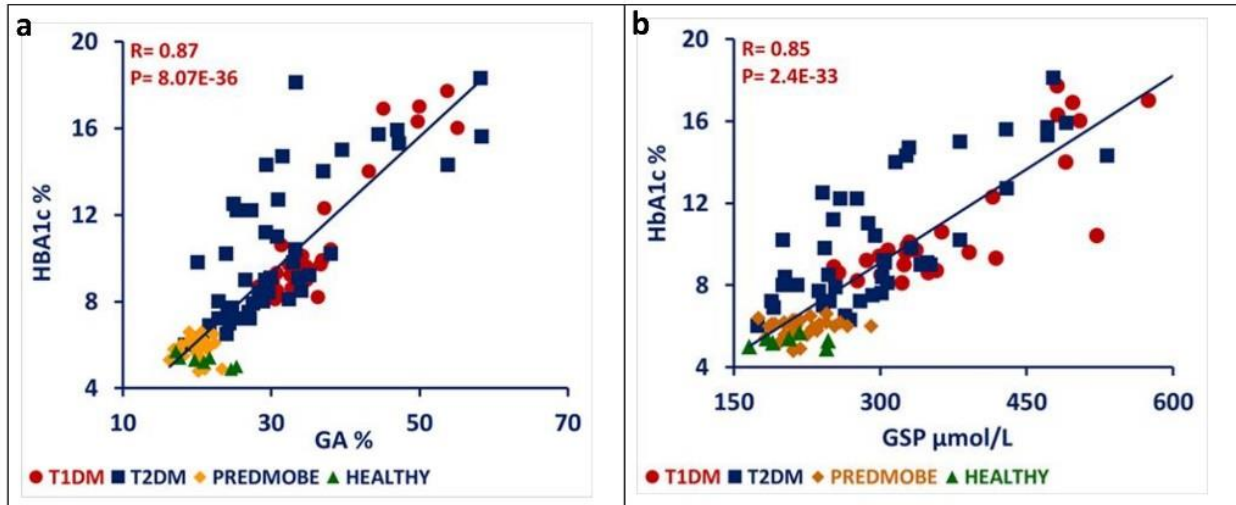 a
R= 0.87
P= 8.07E-36
HBA1c %
20
16
12
8
4
10 30 50 70
GA %
T1DM T2DM PREDMOBE HEALTHY
b
R= 0.85
P= 2.4E-33
HbA1c %
20
16
12
8
4
150 300 450 600
GSP µmol/L
T1DM T2DM PREDMOBE HEALTHY